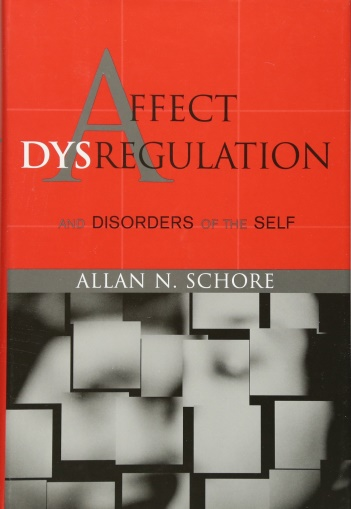 AFFECT
DYSREGULATION
AND DISORDERS OF THE SELF
ALLAN N. SCHORE